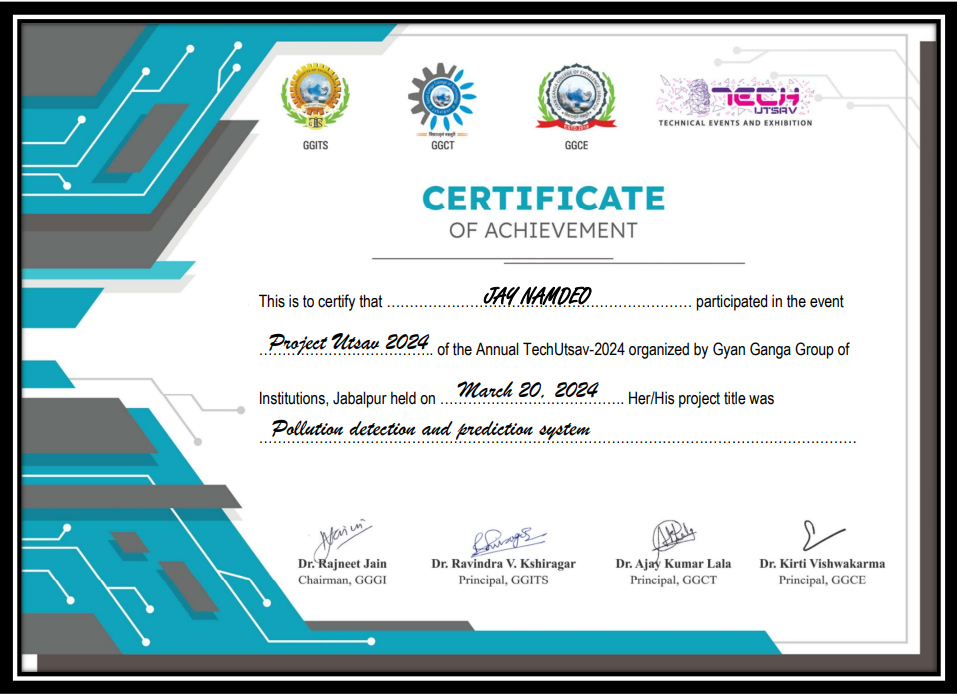 GGITS
GGCT
GGCE
TECH
UTSAV
TECHNICAL EVENTS AND EXHIBITION
CERTIFICATE
OF ACHIEVEMENT
This is to certify that JAY NAMDEO participated in the event
Project Utsav 2024 of the Annual TechUtsav-2024 organized by Gyan Ganga Group of
Institutions, Jabalpur held on March 20, 2024. Her/His project title was
Pollution detection and prediction system
Dr. Rajneet Jain
Chairman, GGGI
Dr. Ravindra V. Kshiragar
Principal, GGITS
Dr. Ajay Kumar Lala
Principal, GGCT
Dr. Kirti Vishwakarma
Principal, GGCE